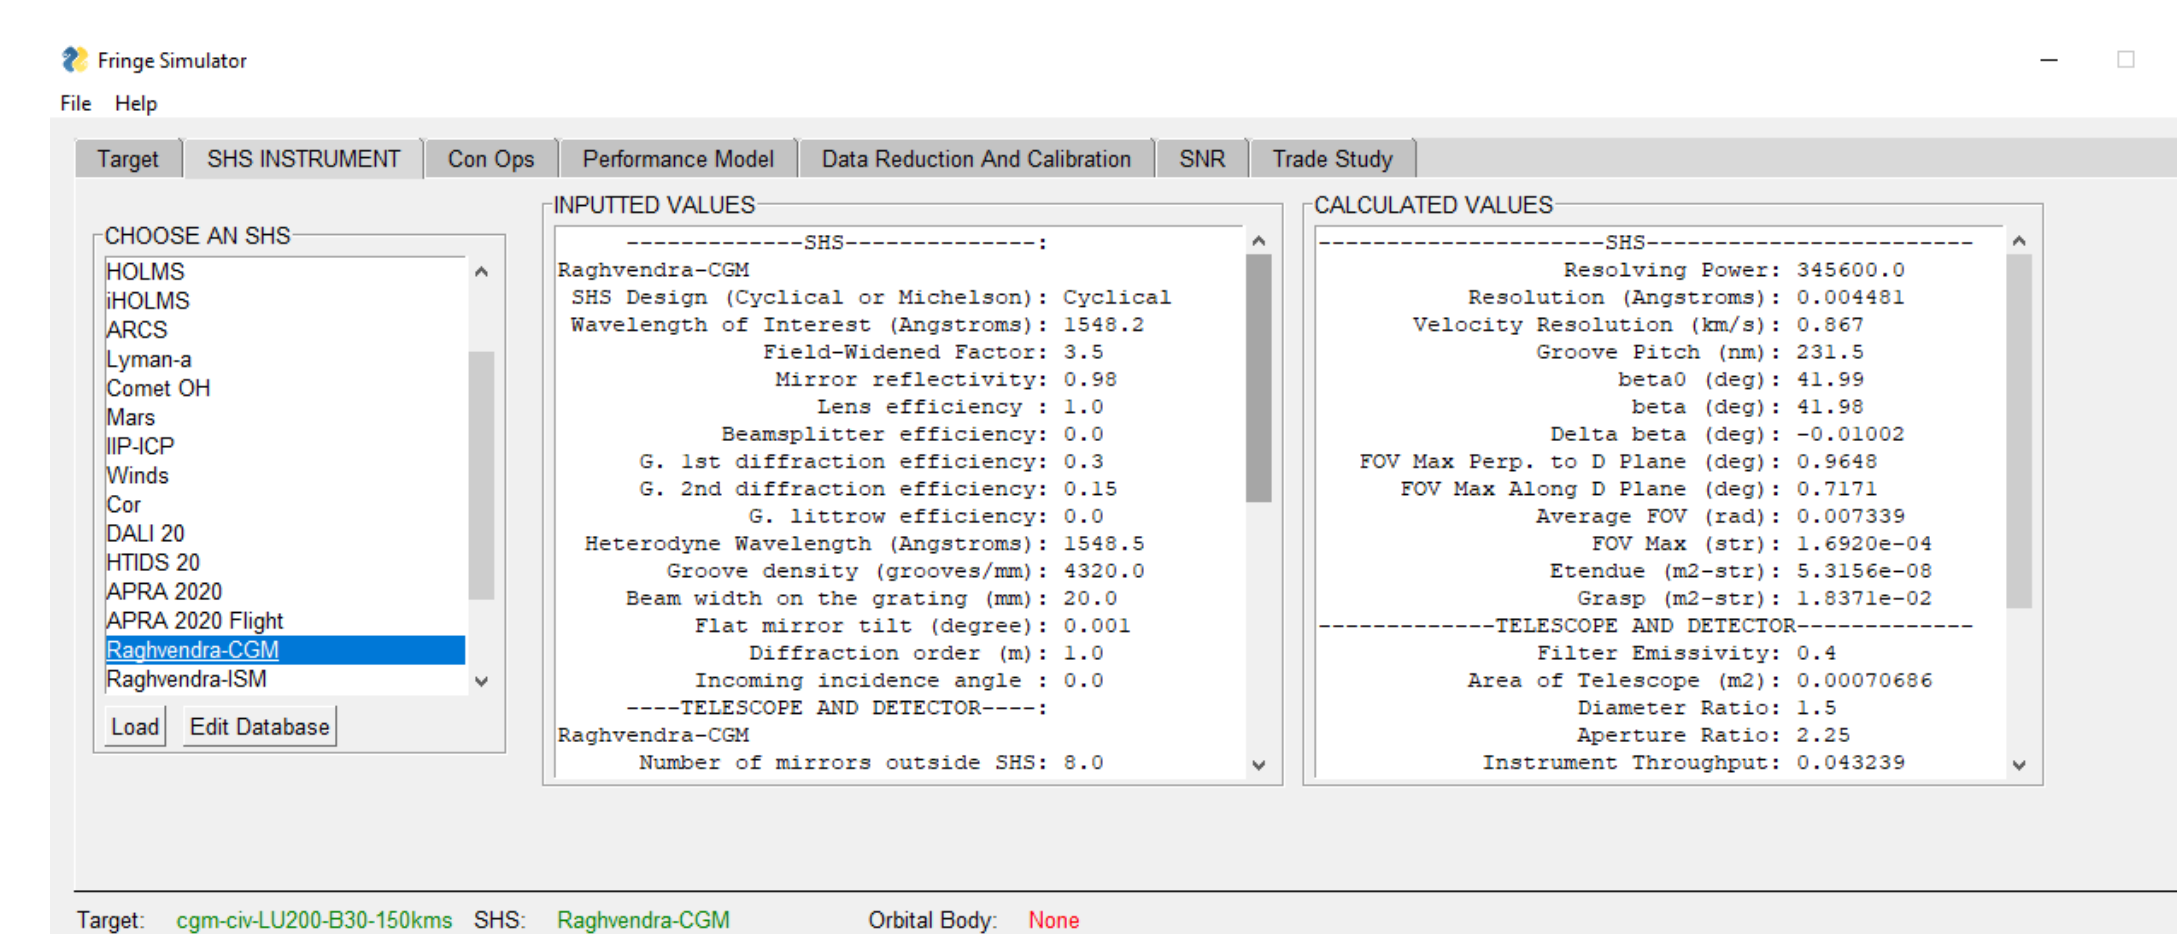 Fringe Simulator
File Help
Target SHS INSTRUMENT Con Ops Performance Model Data Reduction And Calibration SNR Trade Study
CHOOSE AN SHS
HOLMS
iHOLMS
ARCS
Lyman-a
Comet OH
Mars
IIP-ICP
Winds
Cor
DALI 20
HTIDS 20
APRA 2020
APRA 2020 Flight
Raghvendra-CGM
Raghvendra-ISM
Load Edit Database
INPUTTED VALUES
-------------SHS--------------:
Raghvendra-CGM
SHS Design (Cyclical or Michelson): Cyclical
Wavelength of Interest (Angstroms): 1548.2
Field-Widened Factor: 3.5
Mirror reflectivity: 0.98
Lens efficiency : 1.0
Beamsplitter efficiency: 0.0
G. 1st diffraction efficiency: 0.3
G. 2nd diffraction efficiency: 0.15
G. littrow efficiency: 0.0
Heterodyne Wavelength (Angstroms): 1548.5
Groove density (grooves/mm): 4320.0
Beam width on the grating (mm): 20.0
Flat mirror tilt (degree): 0.001
Diffraction order (m): 1.0
Incoming incidence angle : 0.0
----TELESCOPE AND DETECTOR----:
Raghvendra-CGM
Number of mirrors outside SHS: 8.0
CALCULATED VALUES
---------------------SHS------------------------
Resolving Power: 345600.0
Resolution (Angstroms): 0.004481
Velocity Resolution (km/s): 0.867
Groove Pitch (nm): 231.5
beta0 (deg): 41.99
beta (deg): 41.98
Delta beta (deg): -0.01002
FOV Max Perp. to D Plane (deg): 0.9648
FOV Max Along D Plane (deg): 0.7171
Average FOV (rad): 0.007339
FOV Max (str): 1.6920e-04
Etendue (m2-str): 5.3156e-08
Grasp (m2-str): 1.8371e-02
-------------TELESCOPE AND DETECTOR-------------
Filter Emissivity: 0.4
Area of Telescope (m2): 0.00070686
Diameter Ratio: 1.5
Aperture Ratio: 2.25
Instrument Throughput: 0.043239
Target: cgm-civ-LU200-B30-150kms SHS: Raghvendra-CGM Orbital Body: None